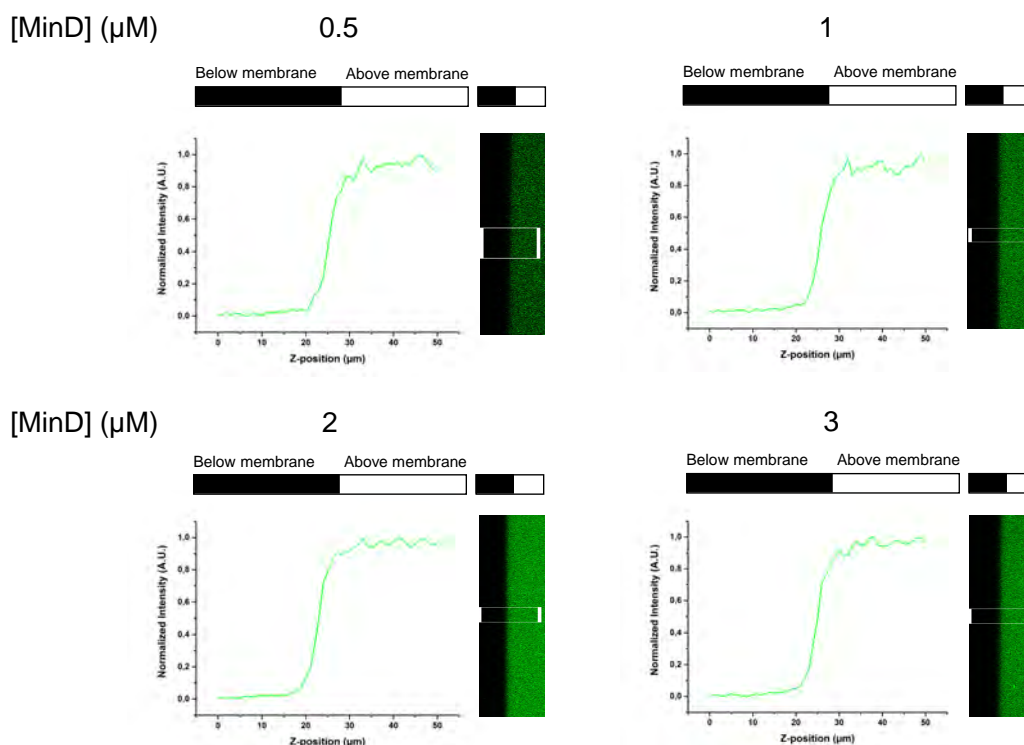 [MinD] (µM) 0.5 1
Below membrane Above membrane
Below membrane Above membrane
Normalized Intensity (A.U.)
1,0
0,8
0,6
0,4
0,2
0,0
0 10 20 30 40 50
Z-position (µm)
Normalized Intensity (A.U.)
1,0
0,8
0,6
0,4
0,2
0,0
0 10 20 30 40 50
Z-position (µm)
[MinD] (µM) 2 3
Below membrane Above membrane
Below membrane Above membrane
Normalized Intensity (A.U.)
1,0
0,8
0,6
0,4
0,2
0,0
0 10 20 30 40 50
Z-position (µm)
Normalized Intensity (A.U.)
1,0
0,8
0,6
0,4
0,2
0,0
0 10 20 30 40 50
Z-position (µm)